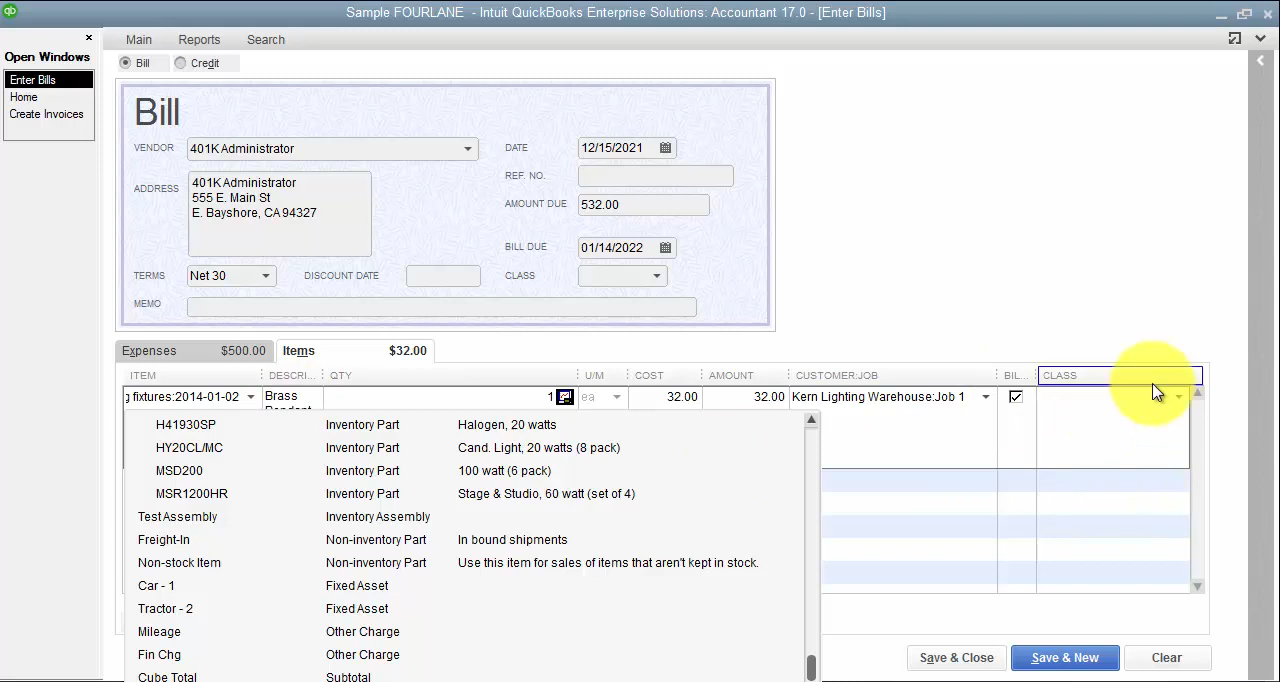 qb
Sample FOURLANE - Intuit QuickBooks Enterprise Solutions: Accountant 17.0 - [Enter Bills]
Open Windows
Enter Bills
Home
Create Invoices
Main Reports Search
Bill Credit
Bill
VENDOR 401K Administrator
DATE 12/15/2021
REF. NO.
ADDRESS 401K Administrator
555 E. Main St
E. Bayshore, CA 94327
AMOUNT DUE 532.00
BILL DUE 01/14/2022
TERMS Net 30 DISCOUNT DATE CLASS
MEMO
Expenses $500.00 Items $32.00
ITEM DESCRI... QTY U/M COST AMOUNT CUSTOMER:JOB BIL... CLASS
g fixtures:2014-01-02 Brass 1 ea 32.00 32.00 Kern Lighting Warehouse:Job 1
H41930SP Inventory Part Halogen, 20 watts
HY20CL/MC Inventory Part Cand. Light, 20 watts (8 pack)
MSD200 Inventory Part 100 watt (6 pack)
MSR1200HR Inventory Part Stage & Studio, 60 watt (set of 4)
Test Assembly Inventory Assembly
Freight-In Non-inventory Part In bound shipments
Non-stock Item Non-inventory Part Use this item for sales of items that aren't kept in stock.
Car - 1 Fixed Asset
Tractor - 2 Fixed Asset
Mileage Other Charge
Fin Chg Other Charge
Cube Total Subtotal
Save & Close Save & New Clear